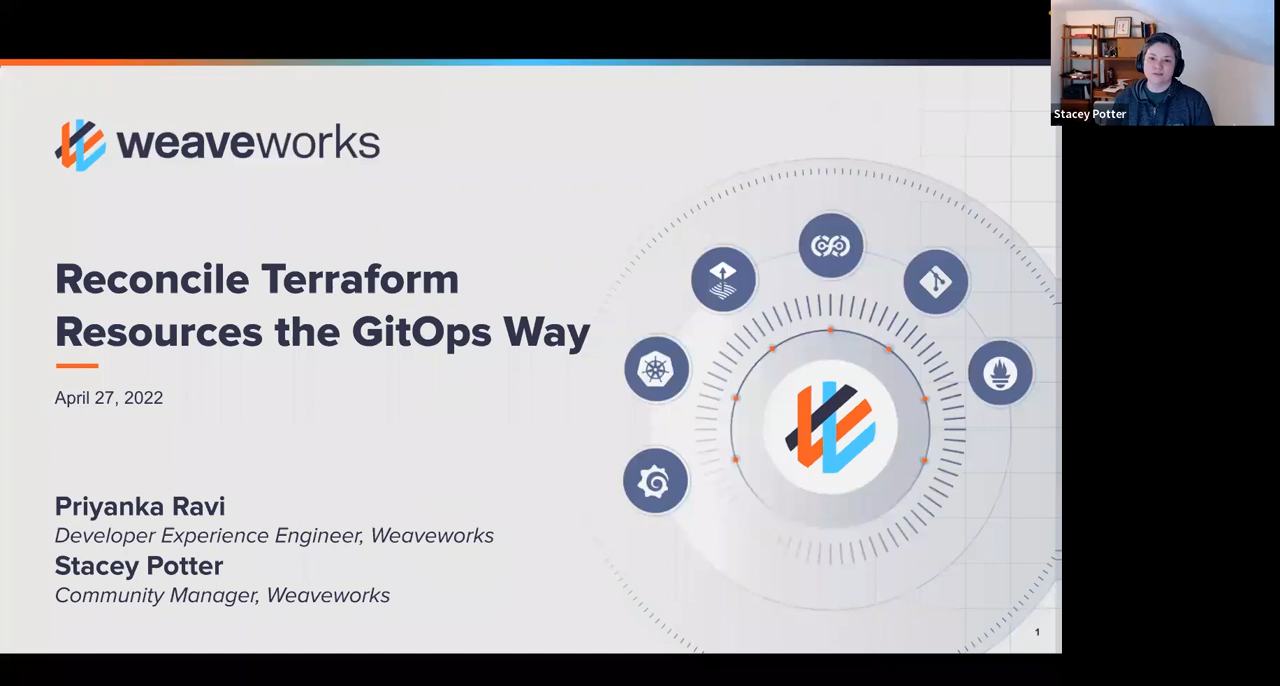 Stacey Potter
weaveworks
Reconcile Terraform
Resources the GitOps Way
April 27, 2022
Priyanka Ravi
Developer Experience Engineer, Weaveworks
Stacey Potter
Community Manager, Weaveworks
1